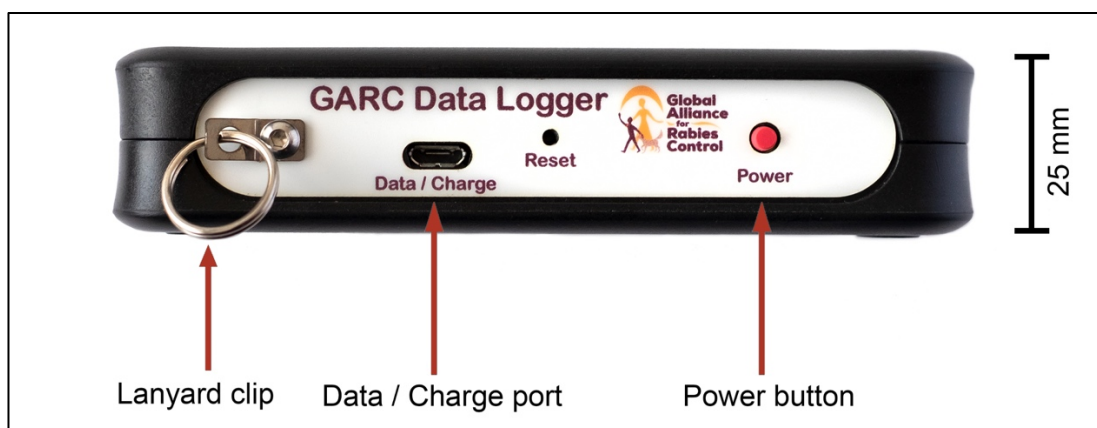 GARC Data Logger
Global
Alliance
for
Rabies
Control
Data / Charge
Reset
Power
25 mm
Lanyard clip
Data / Charge port
Power button